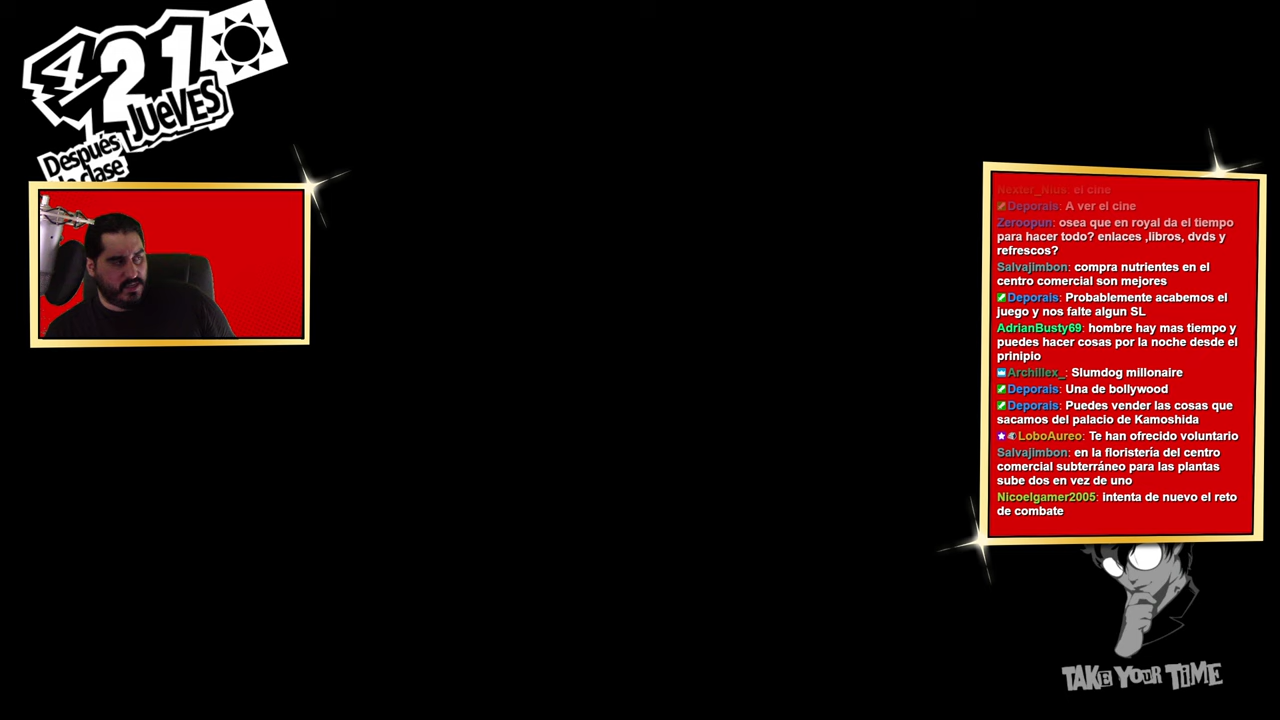 421
JUEVES
Después
de clase
Nexter_Nius: el cine
Deporais: A ver el cine
Zeroopun: osea que en royal da el tiempo
para hacer todo? enlaces ,libros, dvds y
refrescos?
Salvajimbon: compra nutrientes en el
centro comercial son mejores
Deporais: Probablemente acabemos el
juego y nos falte algun SL
AdrianBusty69: hombre hay mas tiempo y
puedes hacer cosas por la noche desde el
prinipio
Archillex_: Slumdog millonaire
Deporais: Una de bollywood
Deporais: Puedes vender las cosas que
sacamos del palacio de Kamoshida
LoboAureo: Te han ofrecido voluntario
Salvajimbon: en la floristería del centro
comercial subterráneo para las plantas
sube dos en vez de uno
Nicoelgamer2005: intenta de nuevo el reto
de combate
TAKE YOUR TIME